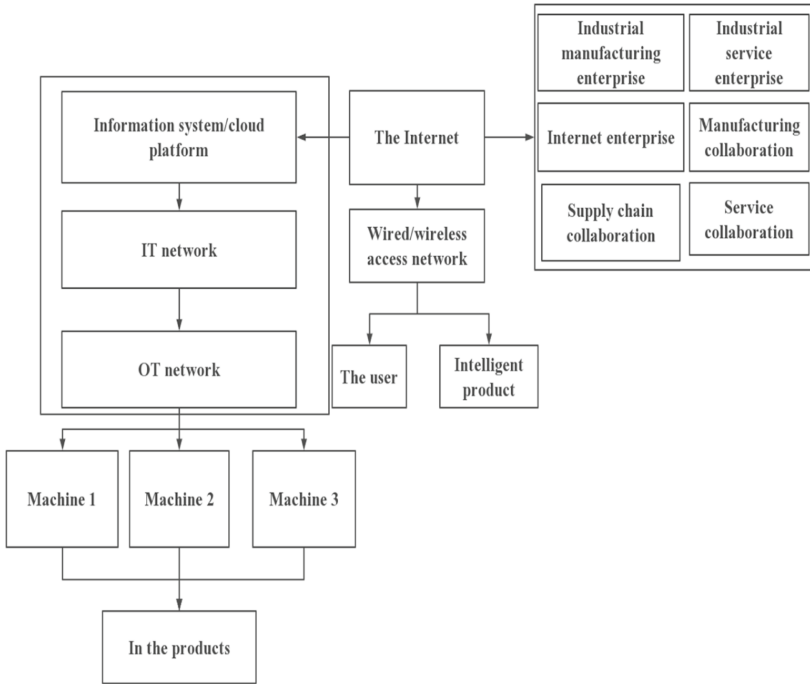 Industrial
manufacturing
enterprise
Industrial
service
enterprise
Information system/cloud
platform
The Internet
Internet enterprise
Manufacturing
collaboration
Supply chain
collaboration
Service
collaboration
IT network
Wired/wireless
access network
OT network
The user
Intelligent
product
Machine 1
Machine 2
Machine 3
In the products